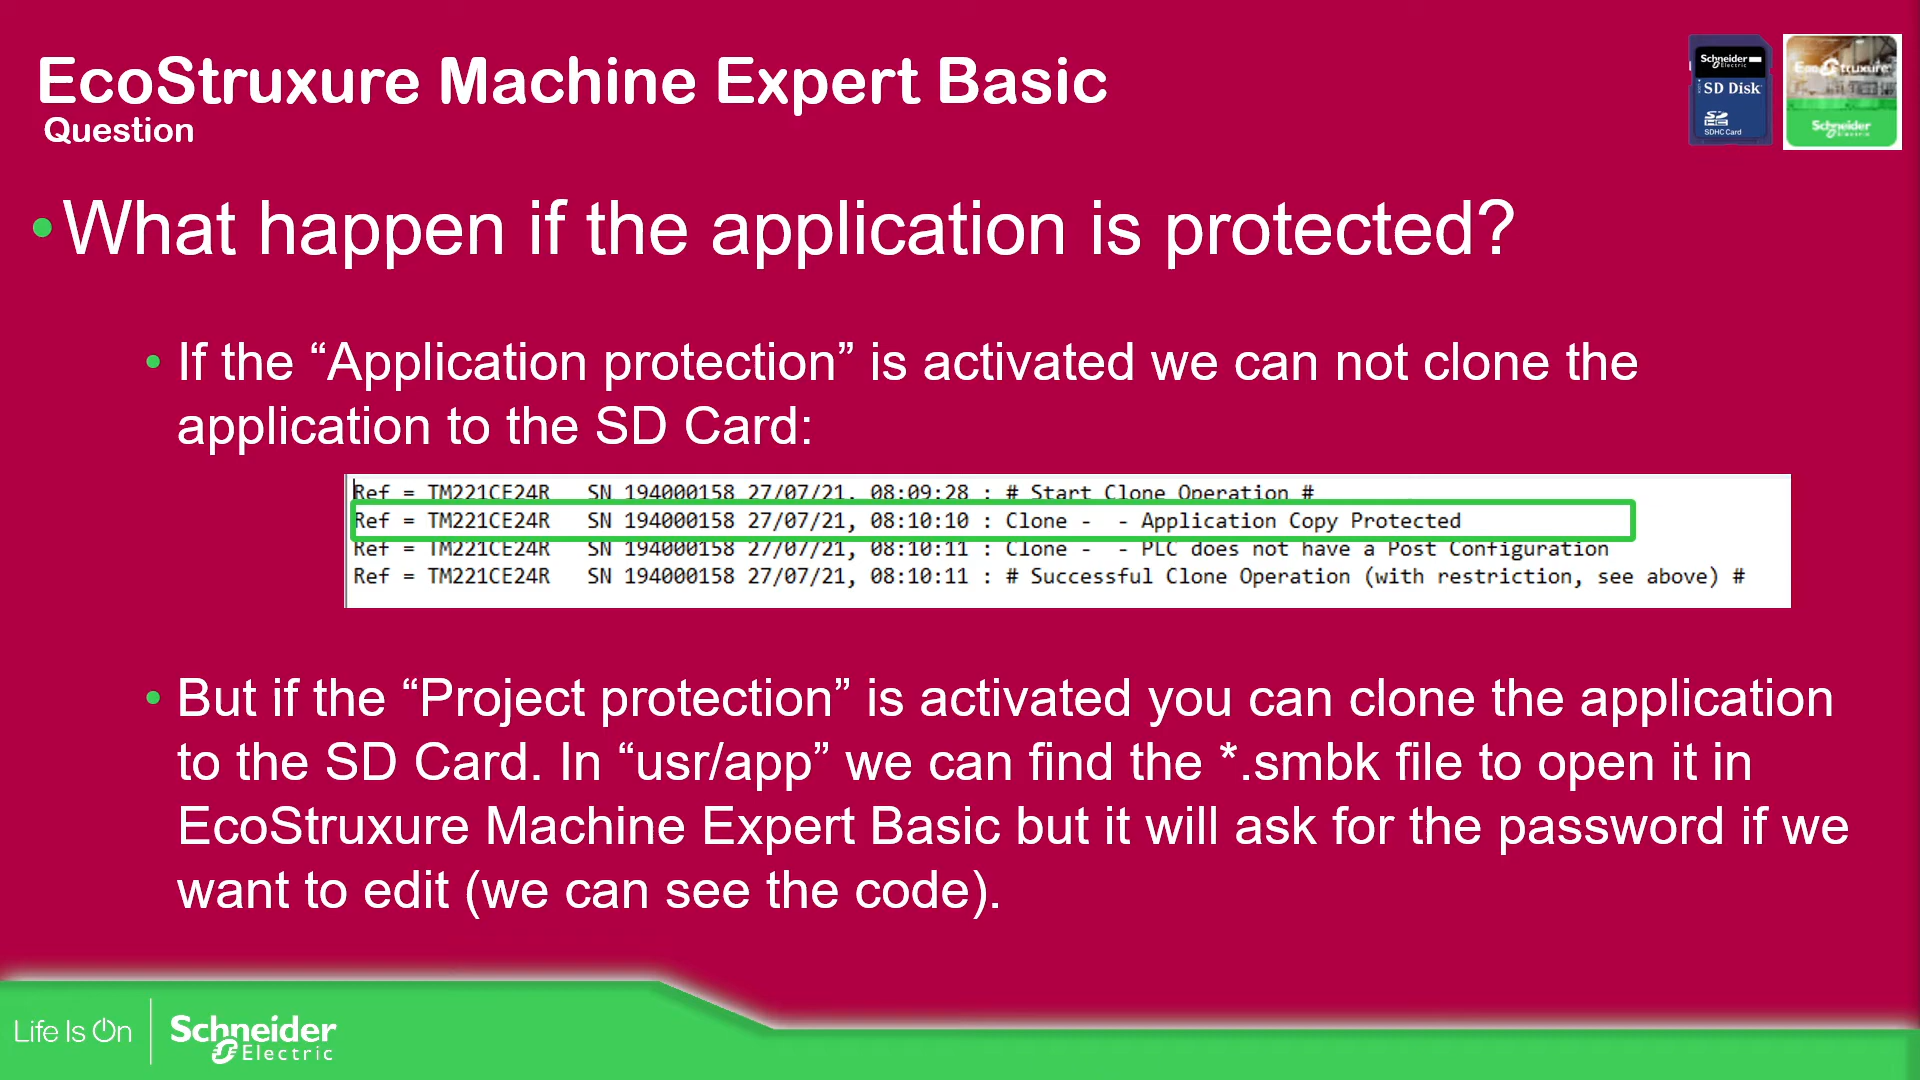 EcoStruxure Machine Expert Basic
Question
Schneider
Electric
SD Disk
SDHC Card
EcoStruxure
Schneider
Electric
• What happen if the application is protected?
• If the “Application protection” is activated we can not clone the
application to the SD Card:
Ref = TM221CE24R   SN 194000158 27/07/21, 08:09:28 : # Start Clone Operation #
Ref = TM221CE24R   SN 194000158 27/07/21, 08:10:10 : Clone -  - Application Copy Protected
Ref = TM221CE24R   SN 194000158 27/07/21, 08:10:11 : Clone -  - PLC does not have a Post Configuration
Ref = TM221CE24R   SN 194000158 27/07/21, 08:10:11 : # Successful Clone Operation (with restriction, see above) #
• But if the “Project protection” is activated you can clone the application
to the SD Card. In “usr/app” we can find the *.smbk file to open it in
EcoStruxure Machine Expert Basic but it will ask for the password if we
want to edit (we can see the code).
Life Is On
Schneider
Electric